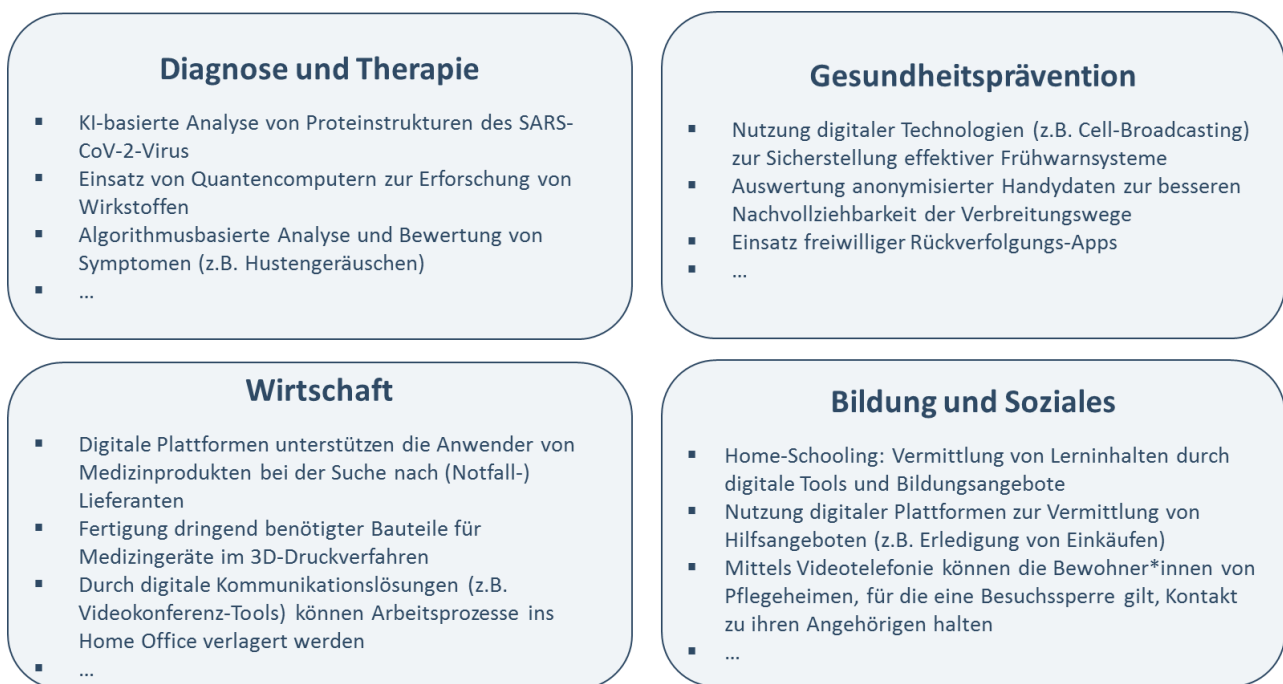 Diagnose und Therapie
▪ KI-basierte Analyse von Proteinstrukturen des SARS-
CoV-2-Virus
▪ Einsatz von Quantencomputern zur Erforschung von
Wirkstoffen
▪ Algorithmusbasierte Analyse und Bewertung von
Symptomen (z.B. Hustengeräuschen)
▪ ...
Gesundheitsprävention
▪ Nutzung digitaler Technologien (z.B. Cell-Broadcasting)
zur Sicherstellung effektiver Frühwarnsysteme
▪ Auswertung anonymisierter Handydaten zur besseren
Nachvollziehbarkeit der Verbreitungswege
▪ Einsatz freiwilliger Rückverfolgungs-Apps
▪ ...
Wirtschaft
▪ Digitale Plattformen unterstützen die Anwender von
Medizinprodukten bei der Suche nach (Notfall-)
Lieferanten
▪ Fertigung dringend benötigter Bauteile für
Medizingeräte im 3D-Druckverfahren
▪ Durch digitale Kommunikationslösungen (z.B.
Videokonferenz-Tools) können Arbeitsprozesse ins
Home Office verlagert werden
▪ ...
Bildung und Soziales
▪ Home-Schooling: Vermittlung von Lerninhalten durch
digitale Tools und Bildungsangebote
▪ Nutzung digitaler Plattformen zur Vermittlung von
Hilfsangeboten (z.B. Erledigung von Einkäufen)
▪ Mittels Videotelefonie können die Bewohner*innen von
Pflegeheimen, für die eine Besuchssperre gilt, Kontakt
zu ihren Angehörigen halten
▪ ...